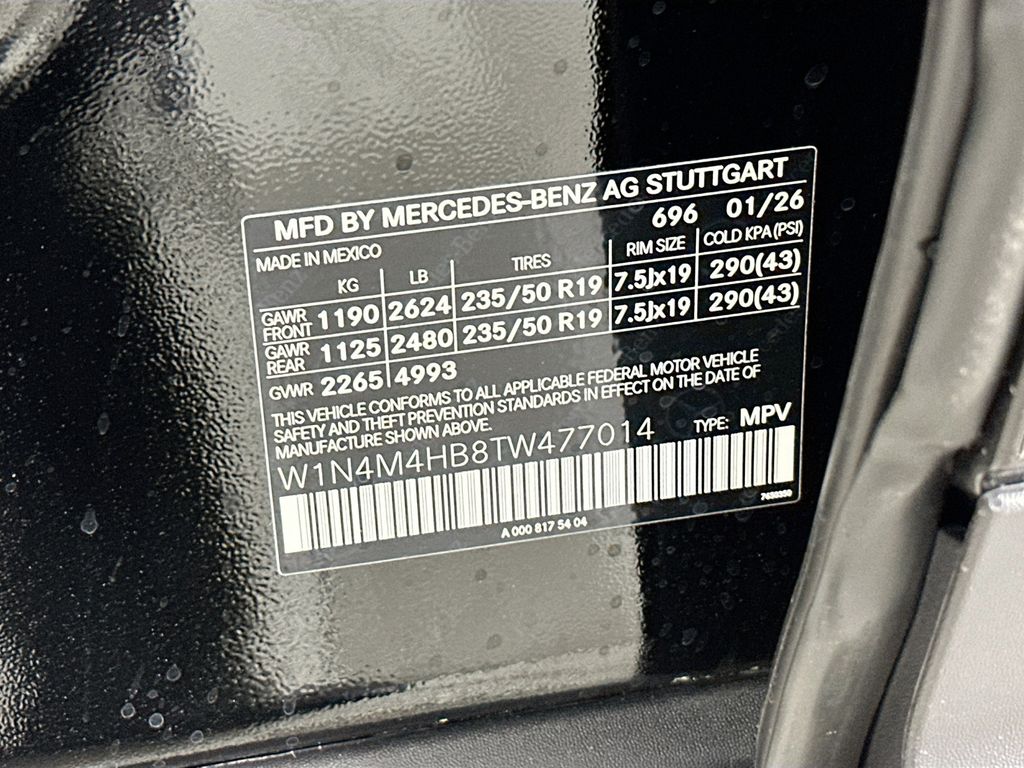 MFD BY MERCEDES-BENZ AG STUTTGART
MADE IN MEXICO 696 01/26
KG LB TIRES RIM SIZE COLD KPA(PSI)
GAWR FRONT 1190 2624 235/50 R19 7.5Jx19 290(43)
GAWR REAR 1125 2480 235/50 R19 7.5Jx19 290(43)
GVWR 2265 4993
THIS VEHICLE CONFORMS TO ALL APPLICABLE FEDERAL MOTOR VEHICLE
SAFETY AND THEFT PREVENTION STANDARDS IN EFFECT ON THE DATE OF
MANUFACTURE SHOWN ABOVE.
W1N4M4HB8TW477014 TYPE: MPV
7630350
A 000 817 54 04